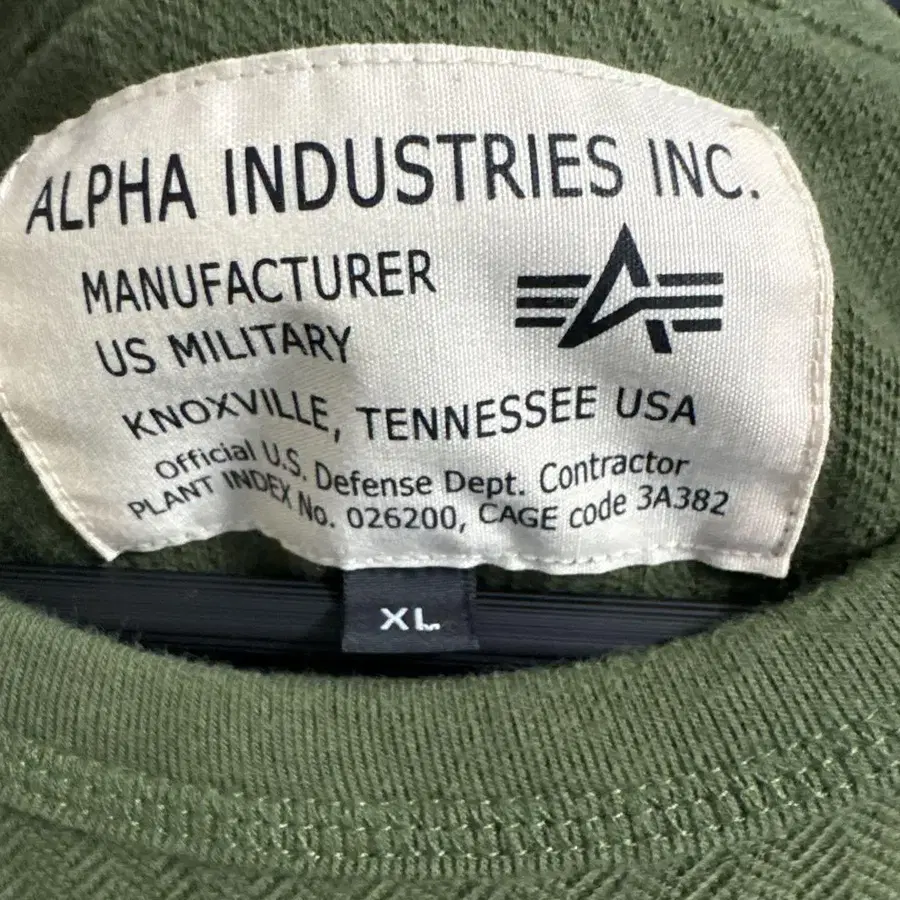 ALPHA INDUSTRIES INC.
MANUFACTURER
US MILITARY
KNOXVILLE, TENNESSEE USA
Official U.S. Defense Dept. Contractor
PLANT INDEX No. 026200, CAGE code 3A382
XL